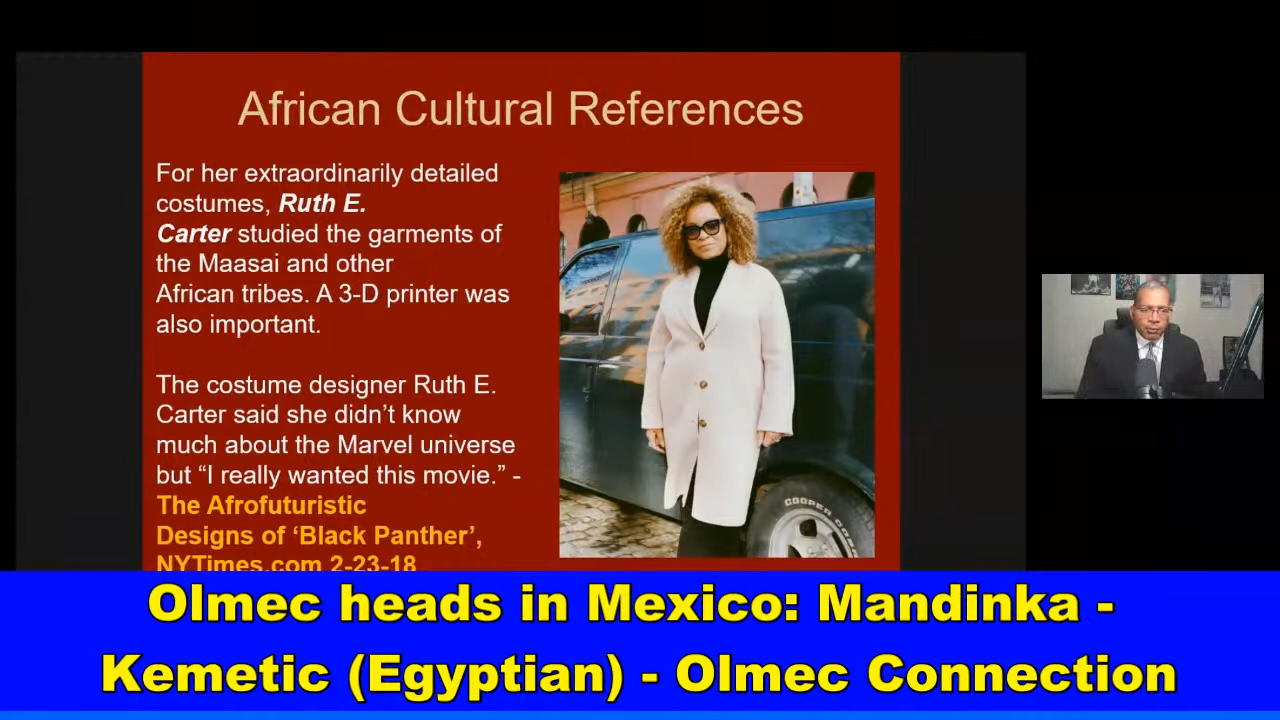 African Cultural References
For her extraordinarily detailed
costumes, Ruth E.
Carter studied the garments of
the Maasai and other
African tribes. A 3-D printer was
also important.
The costume designer Ruth E.
Carter said she didn’t know
much about the Marvel universe
but “I really wanted this movie.” -
The Afrofuturistic
Designs of ‘Black Panther’,
NYTimes.com 2-23-18
COOPER
Olmec heads in Mexico: Mandinka -
Kemetic (Egyptian) - Olmec Connection